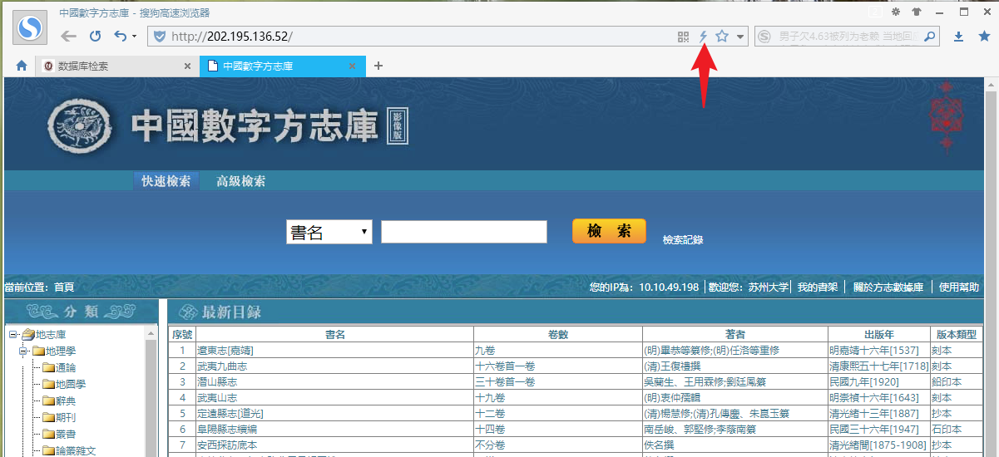 中國數字方志庫 - 搜狗高速浏览器
http://202.195.136.52/
男子欠4.63被列为老赖 当地回应
数据库检索
中國數字方志庫
中國數字方志庫 影像版
快速檢索 高級檢索
書名 檢 索 檢索記錄
當前位置：首頁 您的IP為：10.10.49.198 歡迎您：苏州大学 我的書架 關於方志數據庫 使用幫助
分 類
地志庫
地理學
通論
地圖學
辭典
期刊
叢書
論叢雜文
最新目録
序號 書名 卷數 著者 出版年 版本類型
1 遼東志[嘉靖] 九卷 (明)畢恭等纂修;(明)任洛等重修 明嘉靖十六年[1537] 刻本
2 武夷九曲志 十六卷首一卷 (清)王復禮撰 清康熙五十七年[1718] 刻本
3 潛山縣志 三十卷首一卷 吳蘭生、王用霖修;劉廷鳳纂 民國九年[1920] 鉛印本
4 武夷山志 十九卷 (明)衷仲孺輯 明崇禎十六年[1643] 刻本
5 定遠縣志[道光] 十二卷 (清)楊慧修;(清)孔傳慶、朱崑玉纂 清光緒十三年[1887] 抄本
6 阜陽縣志續編 十四卷 南岳峻、郭堅修;李蔭南纂 民國三十六年[1947] 石印本
7 安西採訪底本 不分卷 佚名撰 清光緒間[1875-1908] 抄本